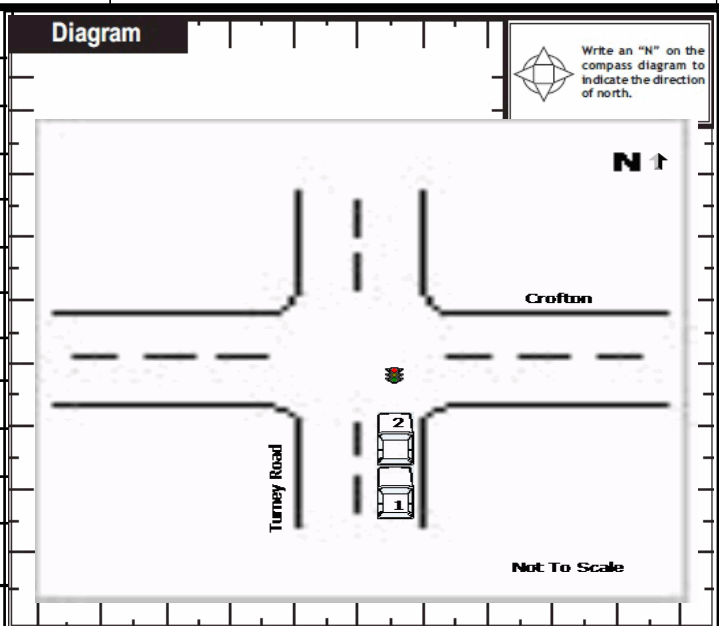 Diagram
Write an “N” on the
compass diagram to
indicate the direction
of north.
N
Crofton
2
Turney Road
1
Not To Scale